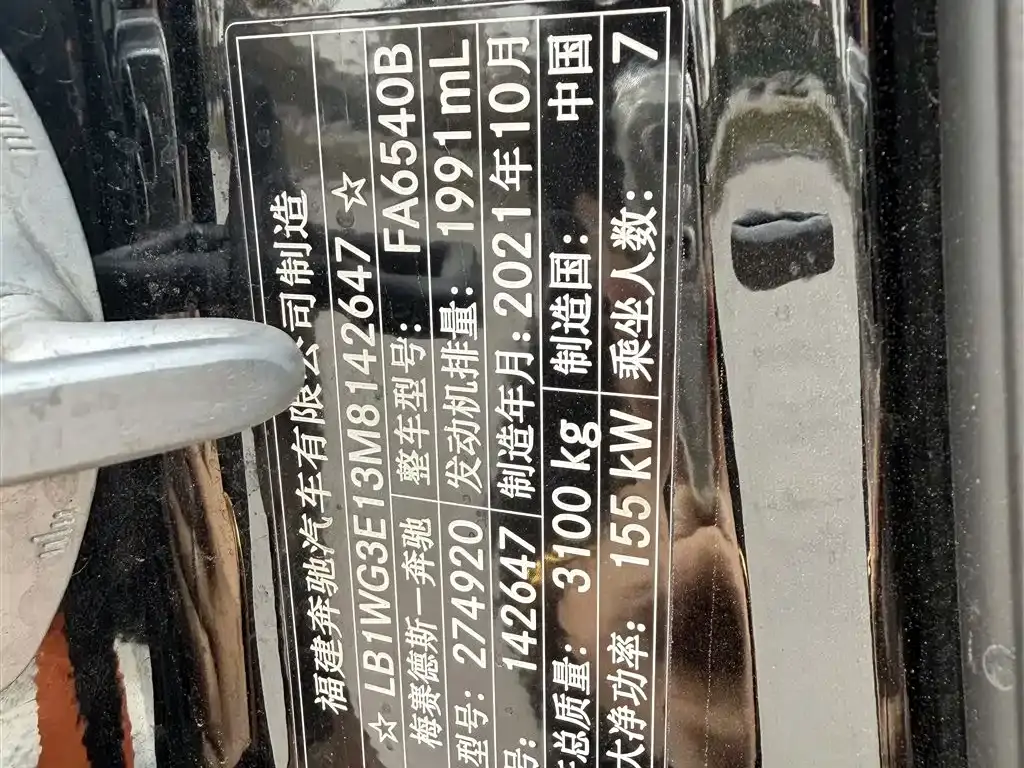 福建奔驰汽车有限公司制造
☆ LB1WG3E13M8142647 ☆
梅赛德斯－奔驰 整车型号: FA6540B
型号: 274920 发动机排量: 1991mL
号: 142647 制造年月: 2021年10月
总质量: 3100 kg 制造国: 中国
大净功率: 155 kW 乘坐人数: 7